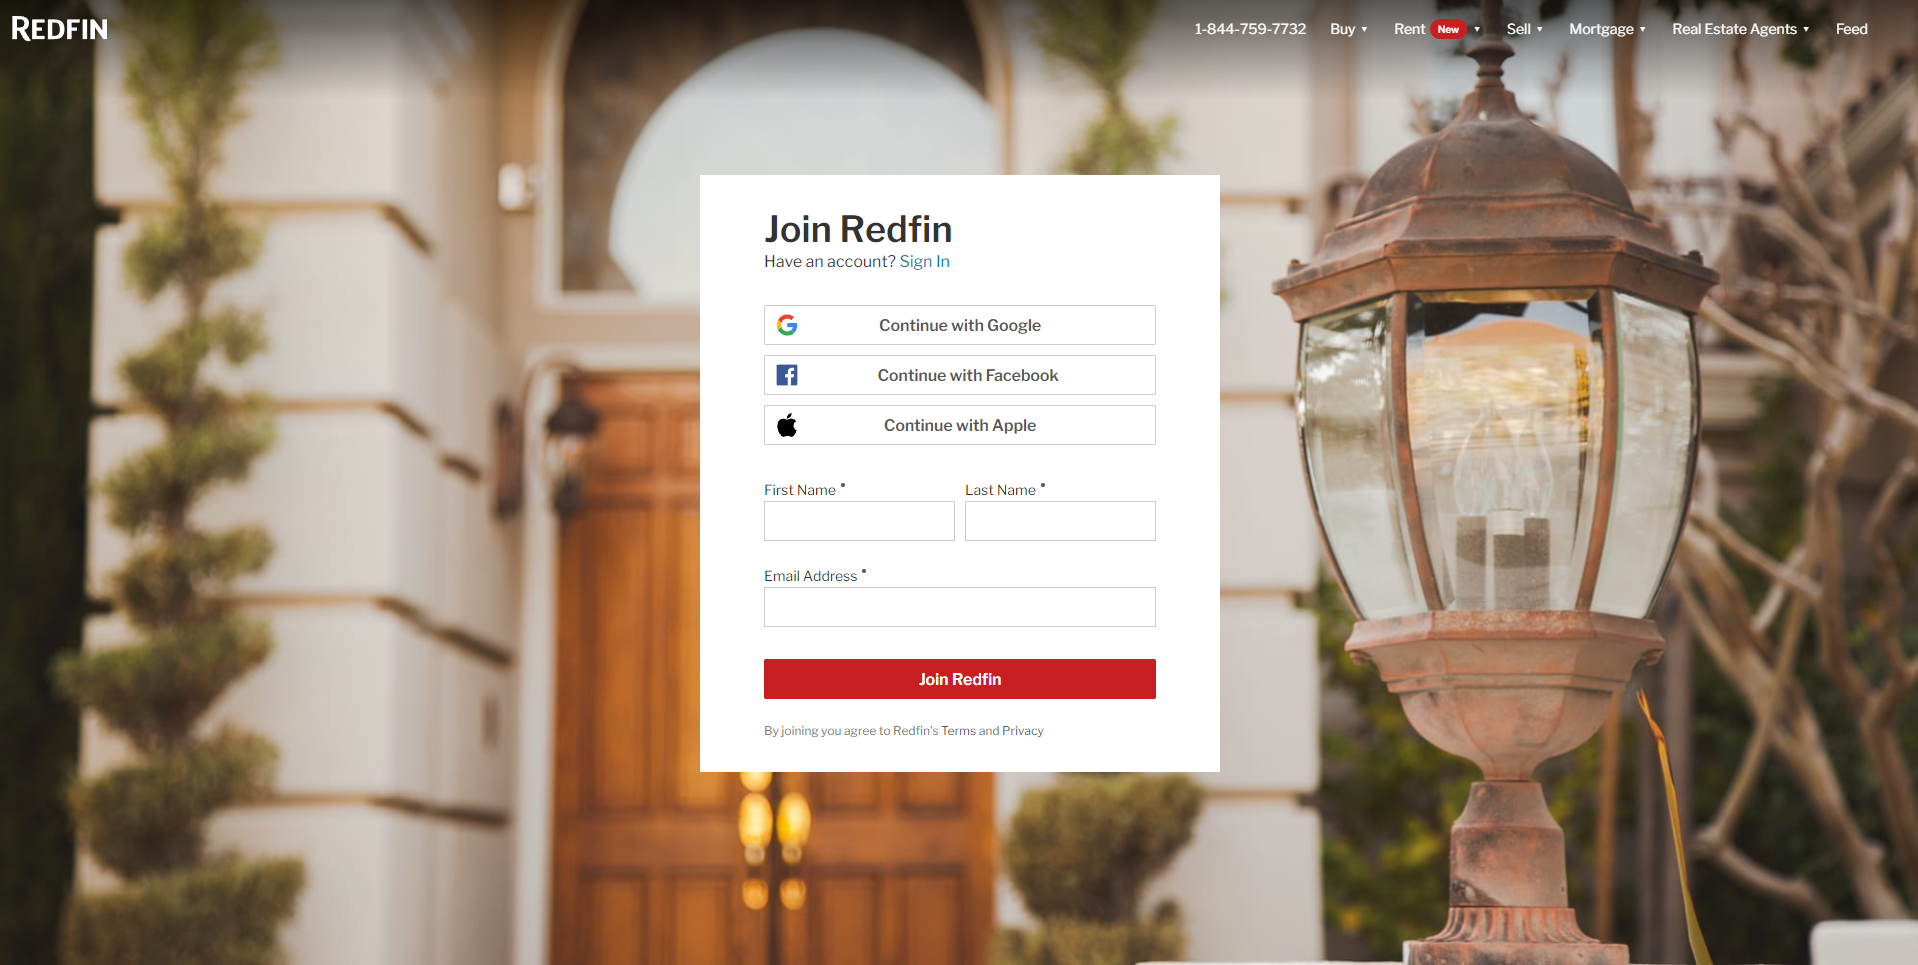 REDFIN
1-844-759-7732 Buy ▾ Rent New ▾ Sell ▾ Mortgage ▾ Real Estate Agents ▾ Feed
Join Redfin
Have an account? Sign In
Continue with Google
Continue with Facebook
Continue with Apple
First Name • Last Name •
Email Address •
Join Redfin
By joining you agree to Redfin's Terms and Privacy